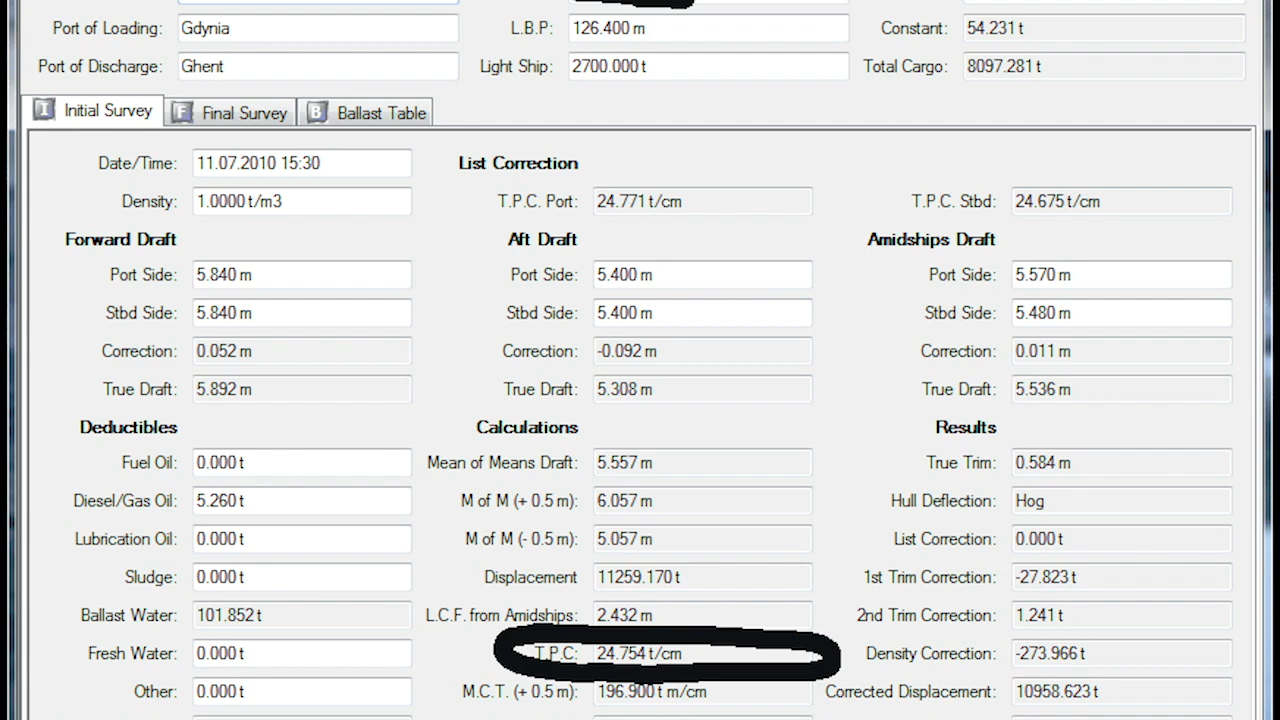 Port of Loading: Gdynia L.B.P: 126.400 m Constant: 54.231 t
Port of Discharge: Ghent Light Ship: 2700.000 t Total Cargo: 8097.281 t
I Initial Survey F Final Survey B Ballast Table
Date/Time: 11.07.2010 15:30 List Correction
Density: 1.0000 t/m3 T.P.C. Port: 24.771 t/cm T.P.C. Stbd: 24.675 t/cm
Forward Draft Aft Draft Amidships Draft
Port Side: 5.840 m Port Side: 5.400 m Port Side: 5.570 m
Stbd Side: 5.840 m Stbd Side: 5.400 m Stbd Side: 5.480 m
Correction: 0.052 m Correction: -0.092 m Correction: 0.011 m
True Draft: 5.892 m True Draft: 5.308 m True Draft: 5.536 m
Deductibles Calculations Results
Fuel Oil: 0.000 t Mean of Means Draft: 5.557 m True Trim: 0.584 m
Diesel/Gas Oil: 5.260 t M of M (+ 0.5 m): 6.057 m Hull Deflection: Hog
Lubrication Oil: 0.000 t M of M (- 0.5 m): 5.057 m List Correction: 0.000 t
Sludge: 0.000 t Displacement 11259.170 t 1st Trim Correction: -27.823 t
Ballast Water: 101.852 t L.C.F. from Amidships: 2.432 m 2nd Trim Correction: 1.241 t
Fresh Water: 0.000 t T.P.C: 24.754 t/cm Density Correction: -273.966 t
Other: 0.000 t M.C.T. (+ 0.5 m): 196.900 t m/cm Corrected Displacement: 10958.623 t